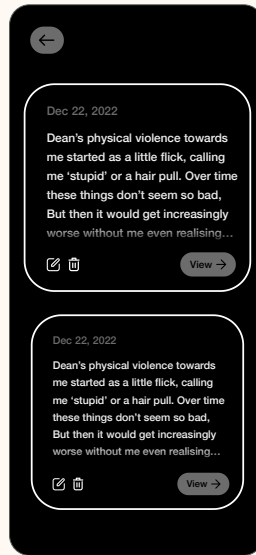 Dec 22, 2022
Dean's physical violence towards
me started as a little flick, calling
me 'stupid' or a hair pull. Over time
these things don't seem so bad,
But then it would get increasingly
worse without me even realising...
View →
Dec 22, 2022
Dean's physical violence towards
me started as a little flick, calling
me 'stupid' or a hair pull. Over time
these things don't seem so bad,
But then it would get increasingly
worse without me even realising...
View →